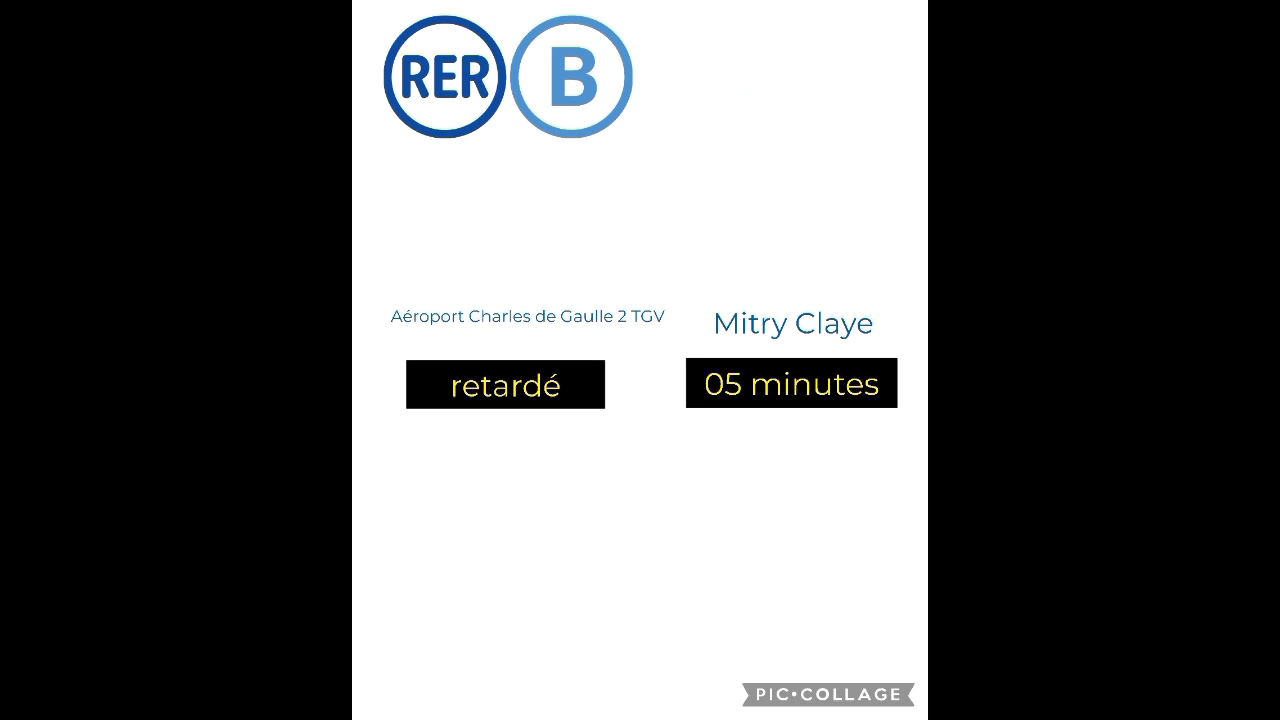 RER B
Aéroport Charles de Gaulle 2 TGV
Mitry Claye
retardé
05 minutes
PIC•COLLAGE